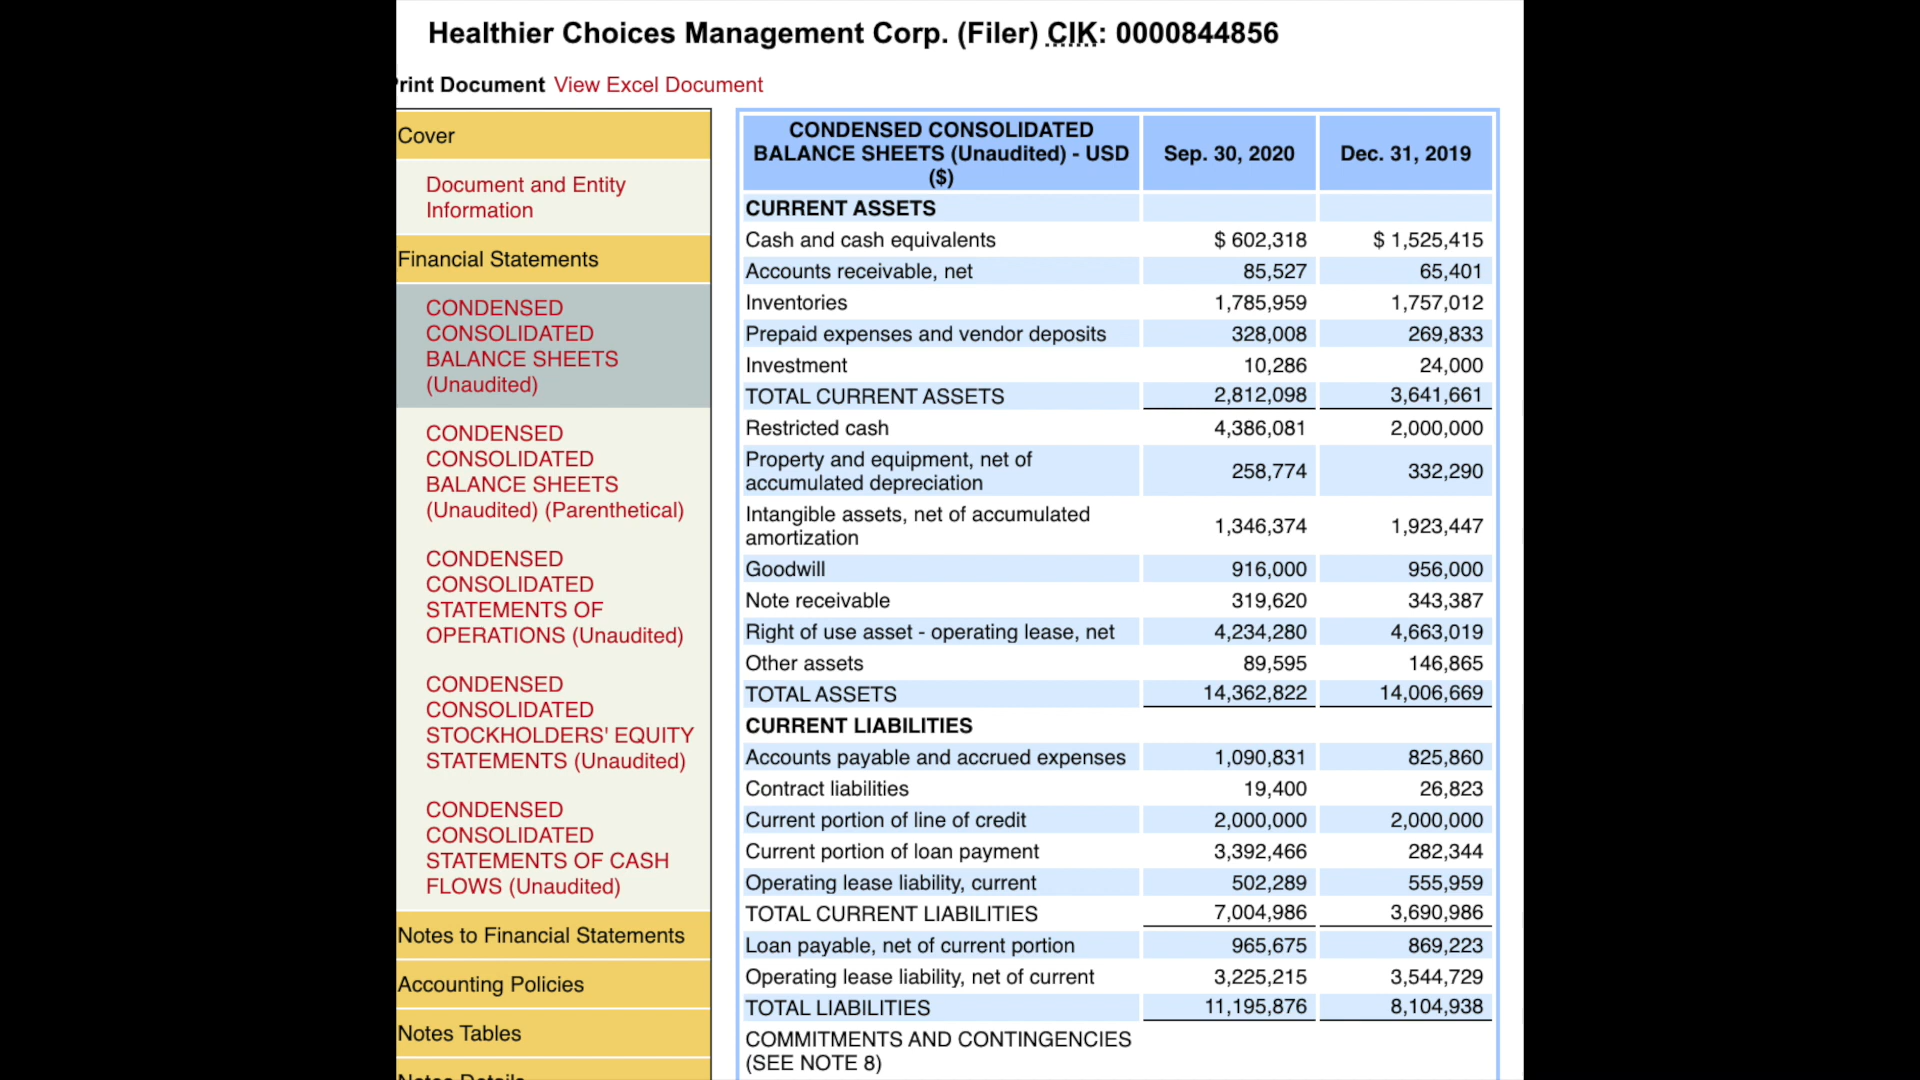 Healthier Choices Management Corp. (Filer) CIK: 0000844856
Print Document View Excel Document
Cover
Document and Entity
Information
Financial Statements
CONDENSED
CONSOLIDATED
BALANCE SHEETS
(Unaudited)
CONDENSED
CONSOLIDATED
BALANCE SHEETS
(Unaudited) (Parenthetical)
CONDENSED
CONSOLIDATED
STATEMENTS OF
OPERATIONS (Unaudited)
CONDENSED
CONSOLIDATED
STOCKHOLDERS' EQUITY
STATEMENTS (Unaudited)
CONDENSED
CONSOLIDATED
STATEMENTS OF CASH
FLOWS (Unaudited)
Notes to Financial Statements
Accounting Policies
Notes Tables
Notes Details
CONDENSED CONSOLIDATED
BALANCE SHEETS (Unaudited) - USD
($)
Sep. 30, 2020 Dec. 31, 2019
CURRENT ASSETS
Cash and cash equivalents $ 602,318 $ 1,525,415
Accounts receivable, net 85,527 65,401
Inventories 1,785,959 1,757,012
Prepaid expenses and vendor deposits 328,008 269,833
Investment 10,286 24,000
TOTAL CURRENT ASSETS 2,812,098 3,641,661
Restricted cash 4,386,081 2,000,000
Property and equipment, net of
accumulated depreciation 258,774 332,290
Intangible assets, net of accumulated
amortization 1,346,374 1,923,447
Goodwill 916,000 956,000
Note receivable 319,620 343,387
Right of use asset - operating lease, net 4,234,280 4,663,019
Other assets 89,595 146,865
TOTAL ASSETS 14,362,822 14,006,669
CURRENT LIABILITIES
Accounts payable and accrued expenses 1,090,831 825,860
Contract liabilities 19,400 26,823
Current portion of line of credit 2,000,000 2,000,000
Current portion of loan payment 3,392,466 282,344
Operating lease liability, current 502,289 555,959
TOTAL CURRENT LIABILITIES 7,004,986 3,690,986
Loan payable, net of current portion 965,675 869,223
Operating lease liability, net of current 3,225,215 3,544,729
TOTAL LIABILITIES 11,195,876 8,104,938
COMMITMENTS AND CONTINGENCIES
(SEE NOTE 8)